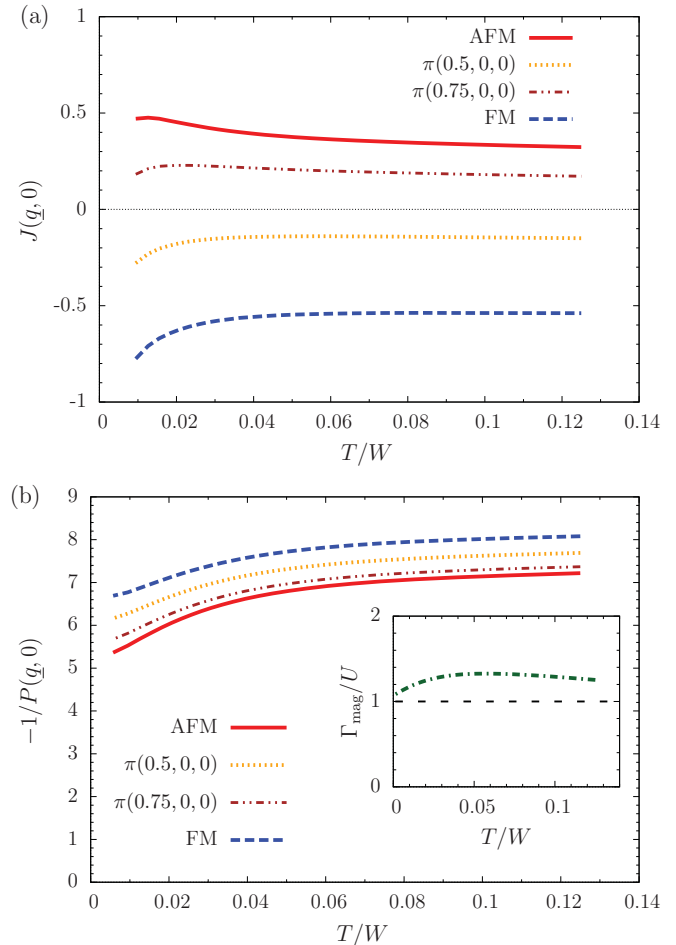 (a)
1
0.5
0
-0.5
-1
J(q, 0)
AFM
π(0.5, 0, 0)
π(0.75, 0, 0)
FM
0 0.02 0.04 0.06 0.08 0.1 0.12 0.14
T/W
(b)
9
8
7
6
5
4
3
2
1
0
−1/P(q, 0)
AFM
π(0.5, 0, 0)
π(0.75, 0, 0)
FM
2
1
0
Γmag/U
0 0.05 0.1
T/W
0 0.02 0.04 0.06 0.08 0.1 0.12 0.14
T/W